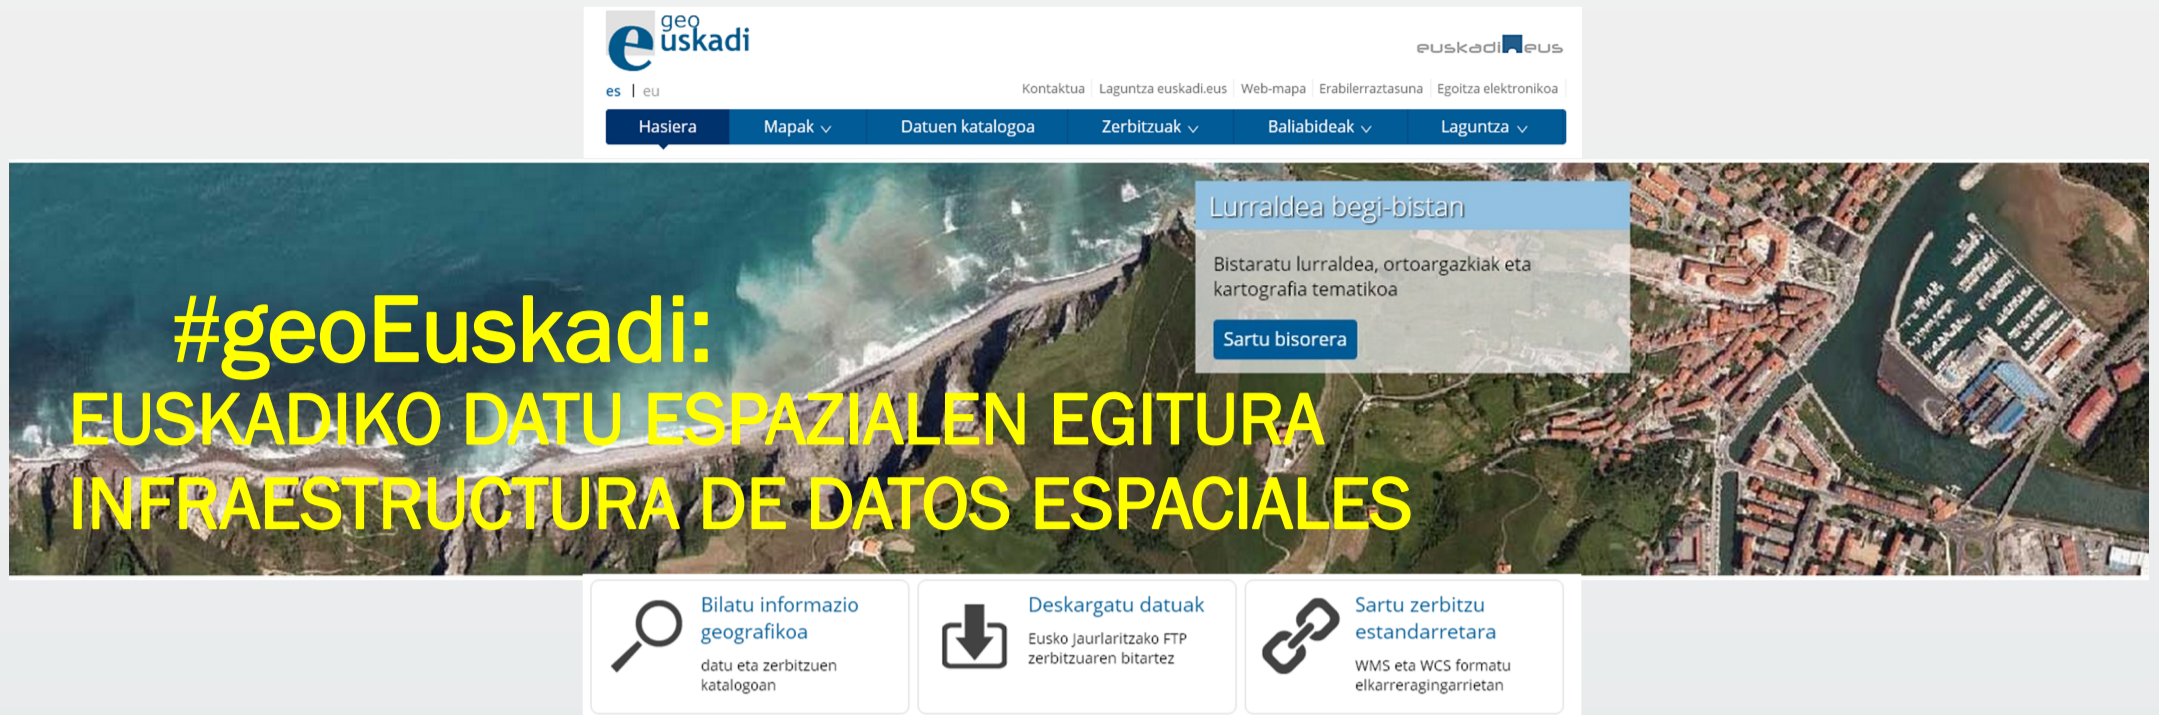 geo
euskadi
euskadi.eus
es | eu
Kontaktua | Laguntza euskadi.eus | Web-mapa | Erabilerraztasuna | Egoitza elektronikoa
Hasiera Mapak Datuen katalogoa Zerbitzuak Baliabideak Laguntza
Lurraldea begi-bistan
Bistaratu lurraldea, ortoargazkiak eta
kartografia tematikoa
Sartu bisorera
#geoEuskadi:
EUSKADIKO DATU ESPAZIALEN EGITURA
INFRAESTRUCTURA DE DATOS ESPACIALES
Bilatu informazio
geografikoa
datu eta zerbitzuen
katalogoan
Deskargatu datuak
Eusko Jaurlaritzako FTP
zerbitzuaren bitartez
Sartu zerbitzu
estandarretara
WMS eta WCS formatu
elkarreragingarrietan